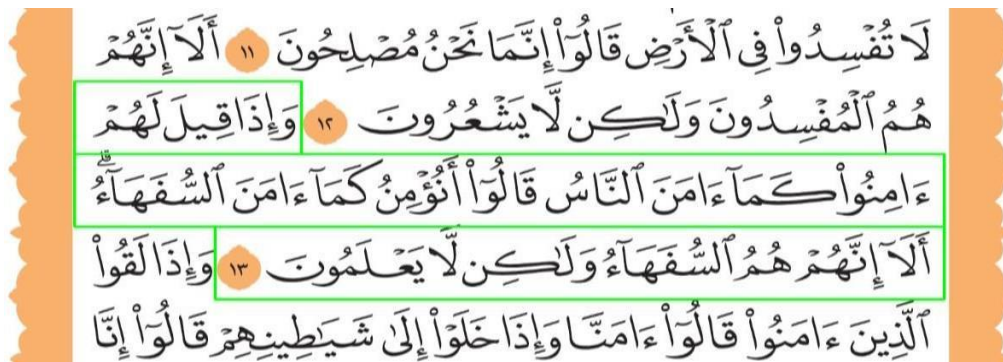 لَا تُفۡسِدُواْ فِي ٱلۡأَرۡضِ قَالُوٓاْ إِنَّمَا نَحۡنُ مُصۡلِحُونَ ١١ أَلَآ إِنَّهُمۡ
هُمُ ٱلۡمُفۡسِدُونَ وَلَٰكِن لَّا يَشۡعُرُونَ ١٢ وَإِذَا قِيلَ لَهُمۡ
ءَامِنُواْ كَمَآ ءَامَنَ ٱلنَّاسُ قَالُوٓاْ أَنُؤۡمِنُ كَمَآ ءَامَنَ ٱلسُّفَهَآءُۗ
أَلَآ إِنَّهُمۡ هُمُ ٱلسُّفَهَآءُ وَلَٰكِن لَّا يَعۡلَمُونَ ١٣ وَإِذَا لَقُواْ
ٱلَّذِينَ ءَامَنُواْ قَالُوٓاْ ءَامَنَّا وَإِذَا خَلَوۡاْ إِلَىٰ شَيَٰطِينِهِمۡ قَالُوٓاْ إِنَّا